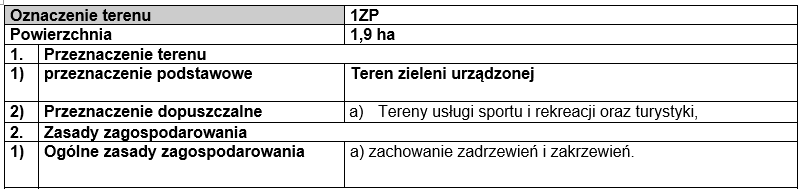 Oznaczenie terenu 1ZP
Powierzchnia 1,9 ha
1. Przeznaczenie terenu
1) przeznaczenie podstawowe Teren zieleni urządzonej
2) Przeznaczenie dopuszczalne a) Tereny usługi sportu i rekreacji oraz turystyki,
2. Zasady zagospodarowania
1) Ogólne zasady zagospodarowania a) zachowanie zadrzewień i zakrzewień.